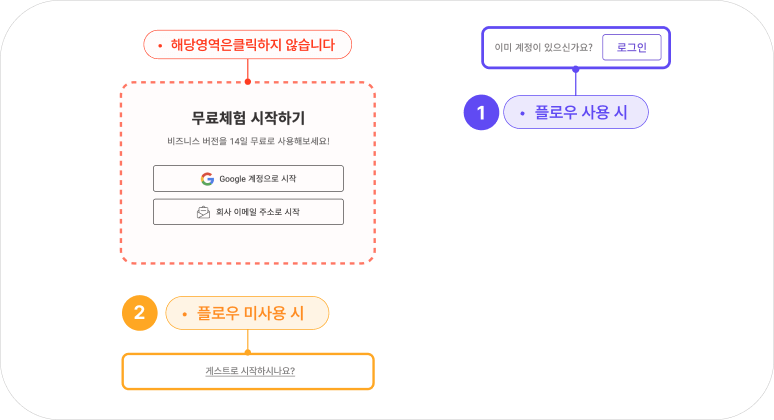 • 해당영역은클릭하지 않습니다
이미 계정이 있으신가요? 로그인
1 • 플로우 사용 시
무료체험 시작하기
비즈니스 버전을 14일 무료로 사용해보세요!
Google 계정으로 시작
회사 이메일 주소로 시작
2 • 플로우 미사용 시
게스트로 시작하시나요?